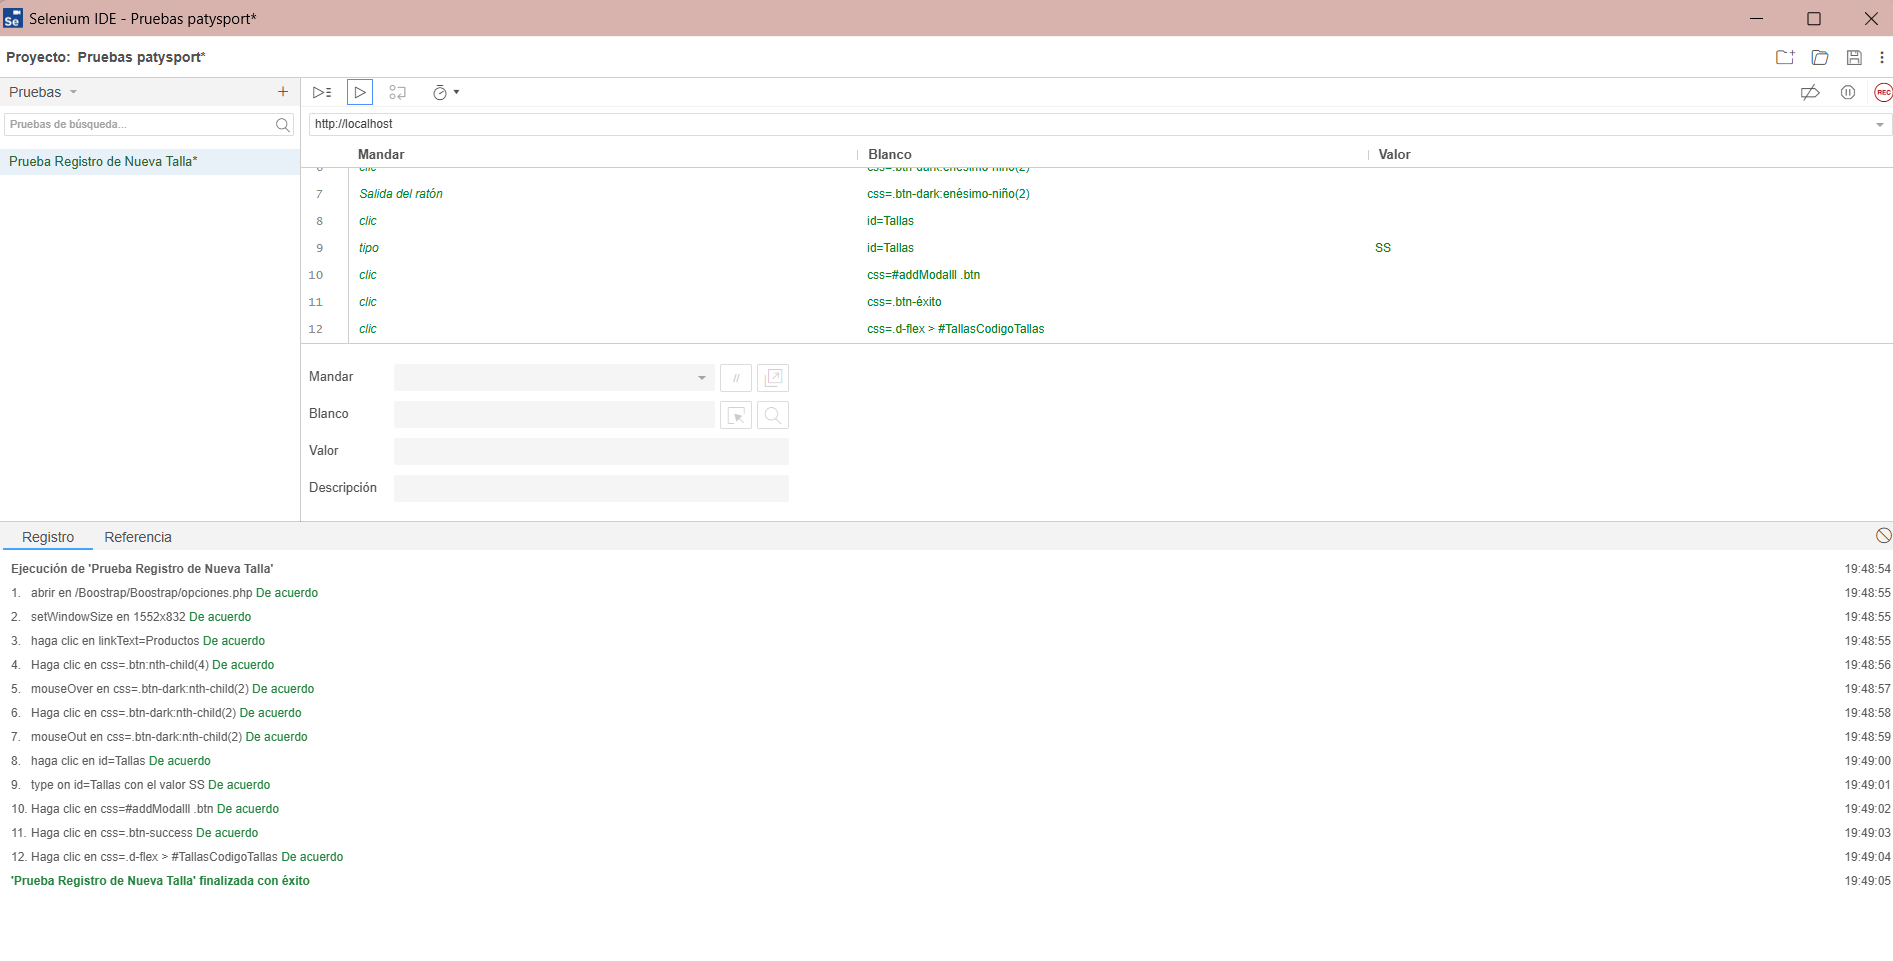 Selenium IDE - Pruebas patysport*
Proyecto: Pruebas patysport*
Pruebas
Pruebas de búsqueda...
http://localhost
REC
Prueba Registro de Nueva Talla*
Mandar Blanco Valor
6 clic css=.btn-dark:enésimo-niño(2)
7 Salida del ratón css=.btn-dark:enésimo-niño(2)
8 clic id=Tallas
9 tipo id=Tallas SS
10 clic css=#addModalll .btn
11 clic css=.btn-éxito
12 clic css=.d-flex > #TallasCodigoTallas
Mandar
//
Blanco
Valor
Descripción
Registro Referencia
Ejecución de 'Prueba Registro de Nueva Talla' 19:48:54
1. abrir en /Boostrap/Boostrap/opciones.php De acuerdo 19:48:55
2. setWindowSize en 1552x832 De acuerdo 19:48:55
3. haga clic en linkText=Productos De acuerdo 19:48:55
4. Haga clic en css=.btn:nth-child(4) De acuerdo 19:48:56
5. mouseOver en css=.btn-dark:nth-child(2) De acuerdo 19:48:57
6. Haga clic en css=.btn-dark:nth-child(2) De acuerdo 19:48:58
7. mouseOut en css=.btn-dark:nth-child(2) De acuerdo 19:48:59
8. haga clic en id=Tallas De acuerdo 19:49:00
9. type on id=Tallas con el valor SS De acuerdo 19:49:01
10. Haga clic en css=#addModalll .btn De acuerdo 19:49:02
11. Haga clic en css=.btn-success De acuerdo 19:49:03
12. Haga clic en css=.d-flex > #TallasCodigoTallas De acuerdo 19:49:04
'Prueba Registro de Nueva Talla' finalizada con éxito 19:49:05